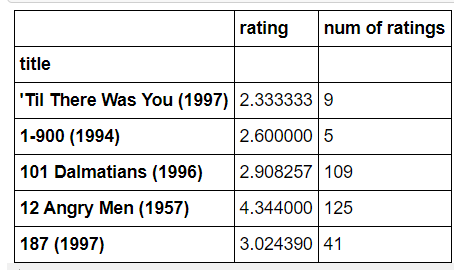 rating num of ratings
title
'Til There Was You (1997) 2.333333 9
1-900 (1994) 2.600000 5
101 Dalmatians (1996) 2.908257 109
12 Angry Men (1957) 4.344000 125
187 (1997) 3.024390 41